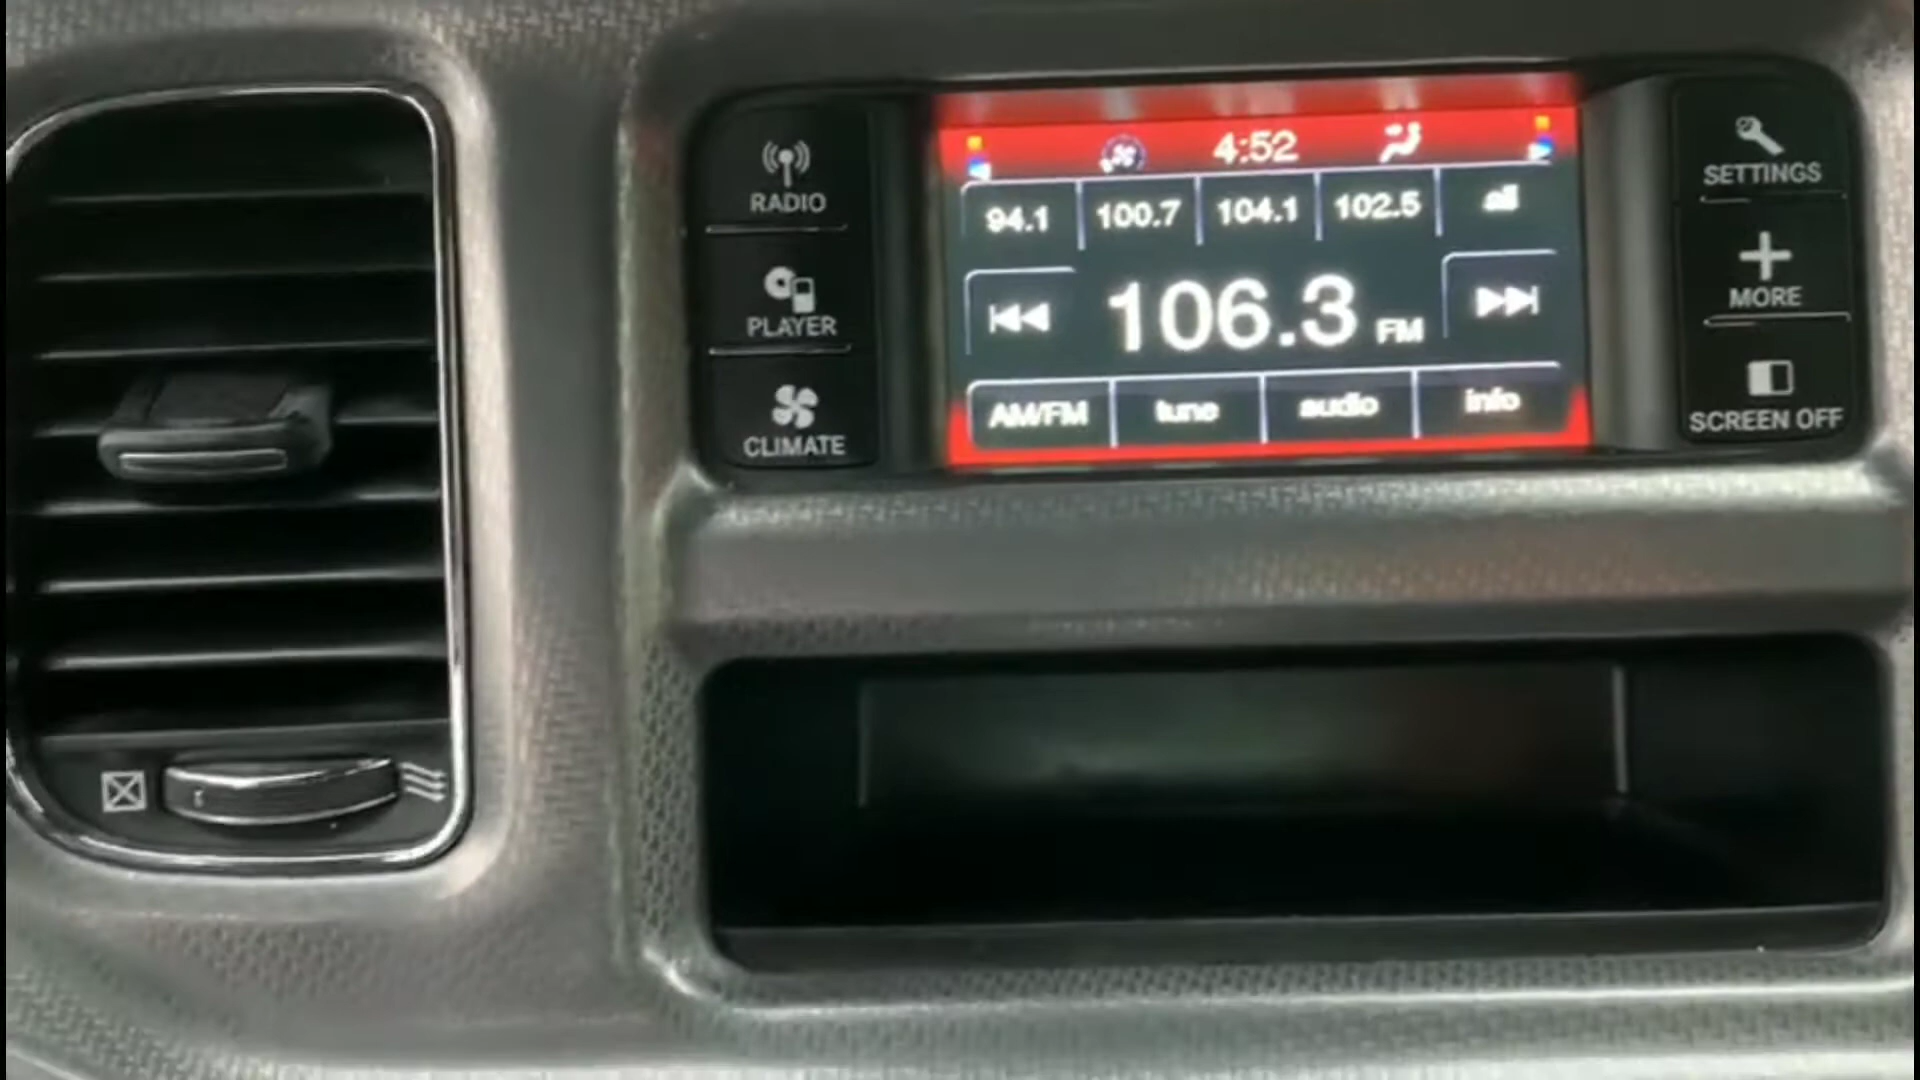 RADIO
PLAYER
CLIMATE
4:52
94.1 100.7 104.1 102.5 all
106.3 FM
AM/FM tune audio info
SETTINGS
MORE
SCREEN OFF